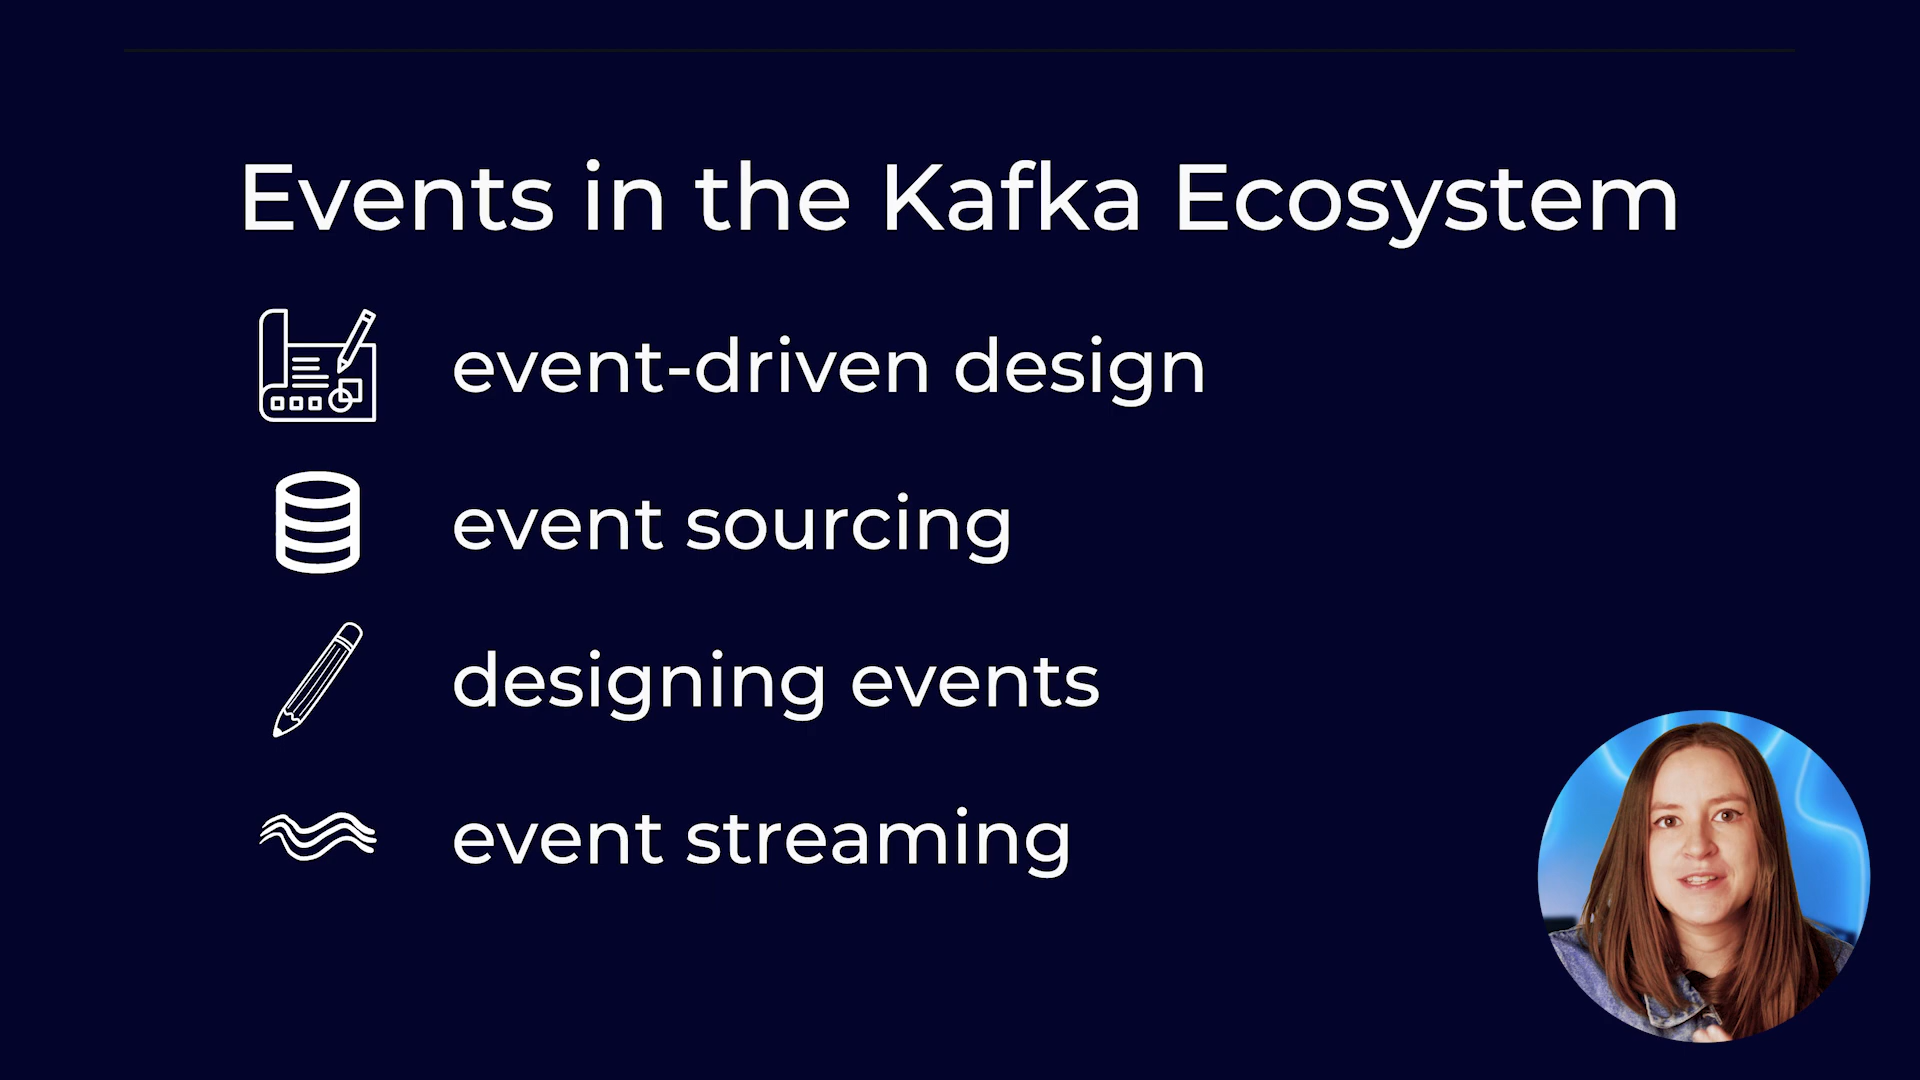 Events in the Kafka Ecosystem
event-driven design
event sourcing
designing events
event streaming